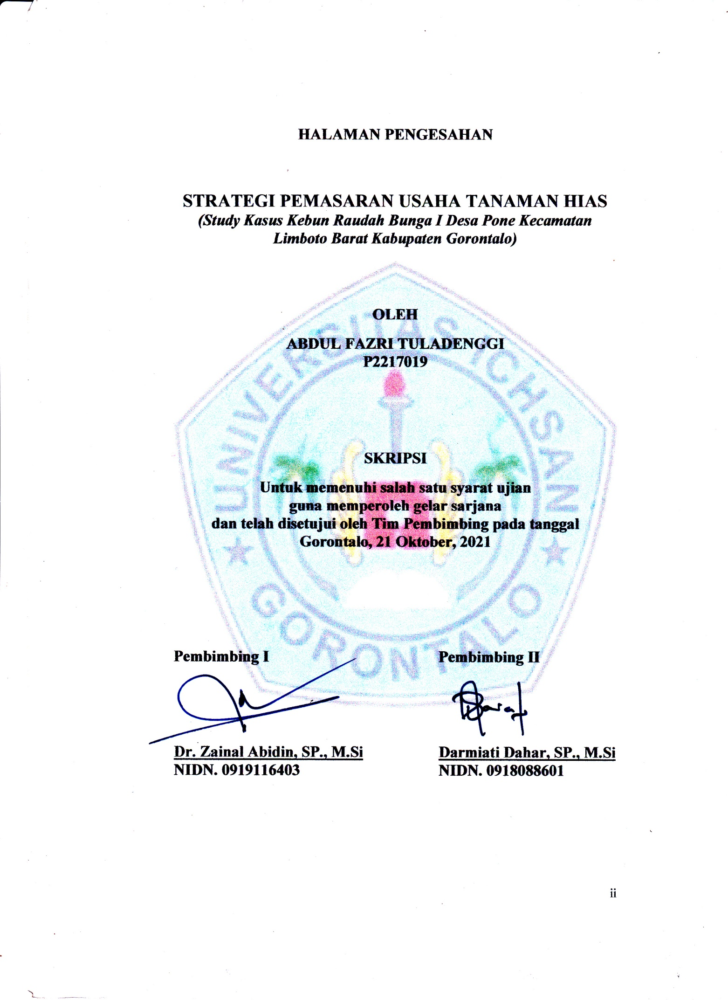 HALAMAN PENGESAHAN
STRATEGI PEMASARAN USAHA TANAMAN HIAS
(Study Kasus Kebun Raudah Bunga I Desa Pone Kecamatan
Limboto Barat Kabupaten Gorontalo)
UNIVERSITAS ICHSAN
GORONTALO
OLEH
ABDUL FAZRI TULADENGGI
P2217019
SKRIPSI
Untuk memenuhi salah satu syarat ujian
guna memperoleh gelar sarjana
dan telah disetujui oleh Tim Pembimbing pada tanggal
Gorontalo, 21 Oktober, 2021
Pembimbing I
Pembimbing II
Dr. Zainal Abidin, SP., M.Si
NIDN. 0919116403
Darmiati Dahar, SP., M.Si
NIDN. 0918088601
ii